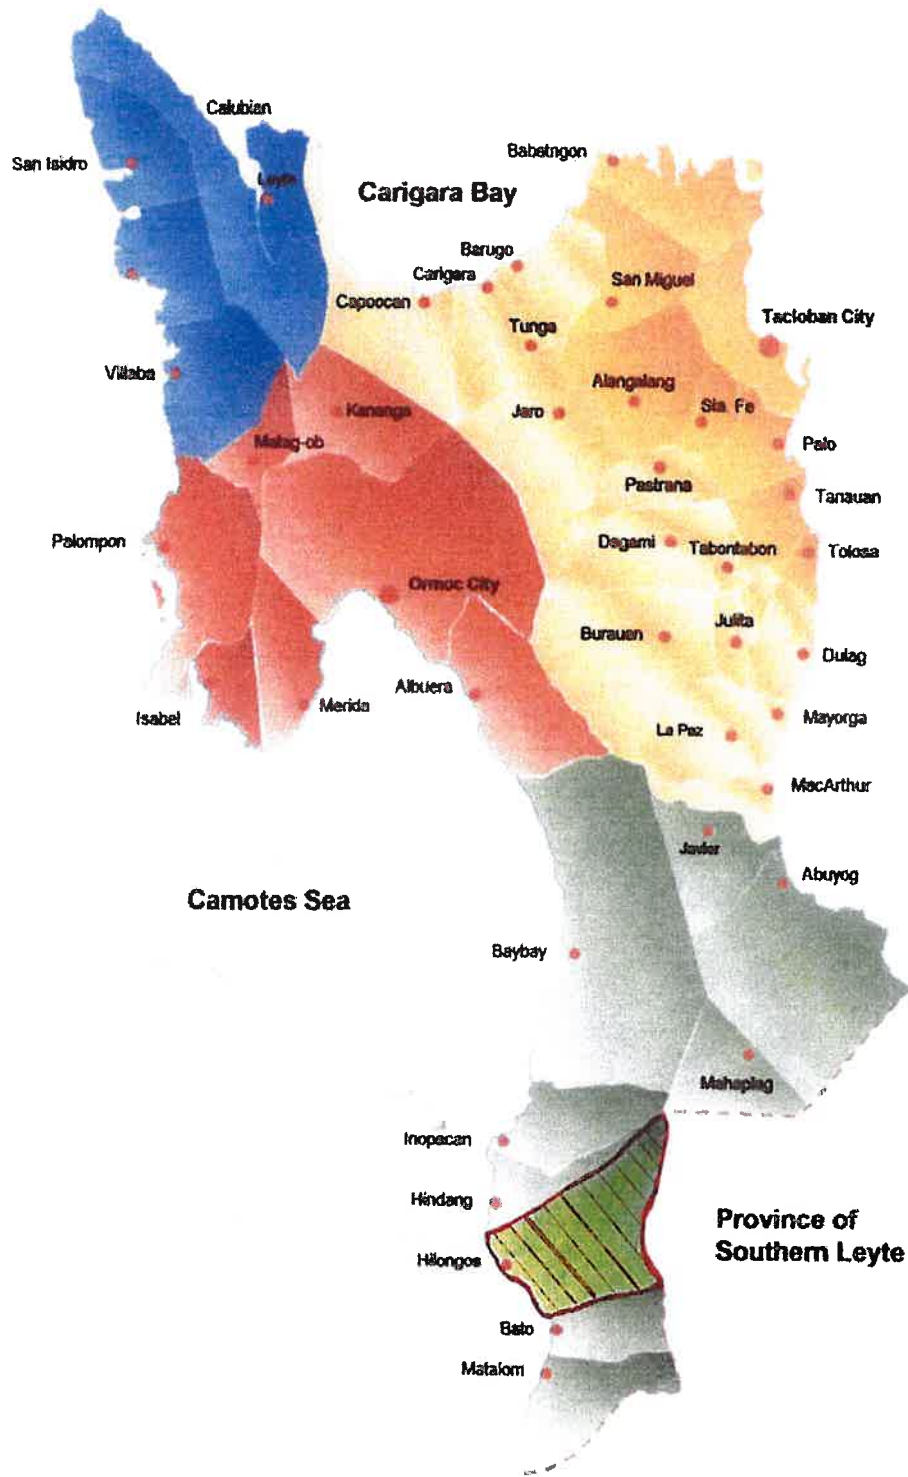 Calubian
San Isidro
Leyte
Babatngon
Carigara Bay
Barugo
Carigara
San Miguel
Capoocan
Tacloban City
Tunga
Villaba
Alangalang
Kananga
Jaro
Sta. Fe
Matag-ob
Palo
Pastrana
Tanauan
Palompon
Dagami
Tabontabon
Tolosa
Ormoc City
Burauen
Julita
Dulag
Albuera
Merida
Isabel
Mayorga
La Paz
MacArthur
Javier
Abuyog
Camotes Sea
Baybay
Mahaplag
Inopacan
Hindang
Province of
Southern Leyte
Hilongos
Bato
Matalom